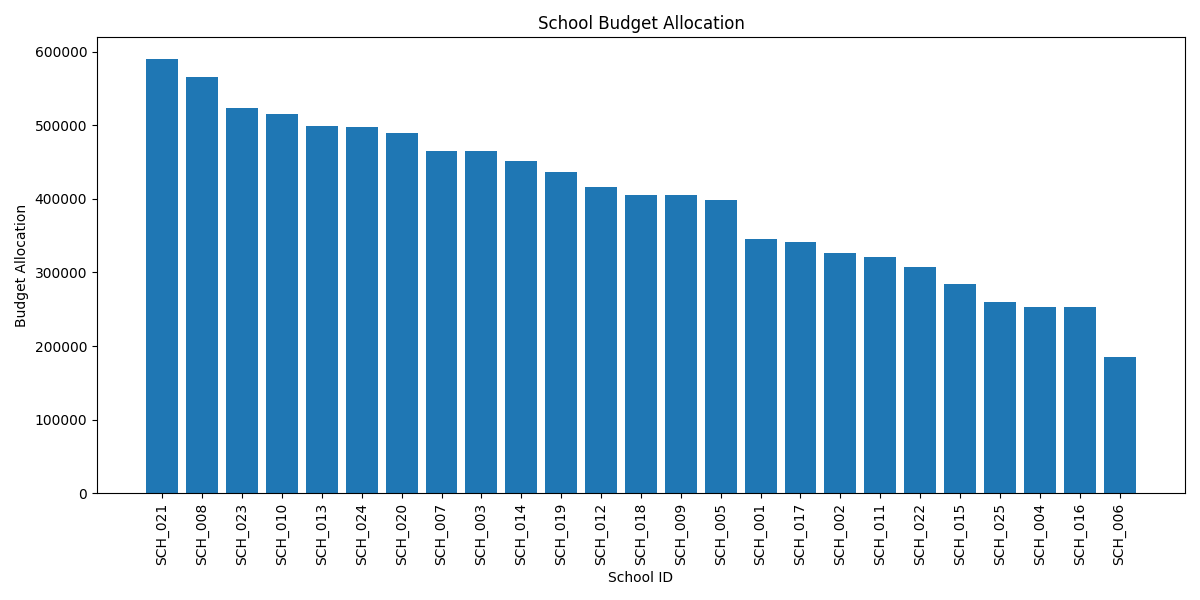 School Budget Allocation
Budget Allocation
600000
500000
400000
300000
200000
100000
0
SCH_021
SCH_008
SCH_023
SCH_010
SCH_013
SCH_024
SCH_020
SCH_007
SCH_003
SCH_014
SCH_019
SCH_012
SCH_018
SCH_009
SCH_005
SCH_001
SCH_017
SCH_002
SCH_011
SCH_022
SCH_015
SCH_025
SCH_004
SCH_016
SCH_006
School ID